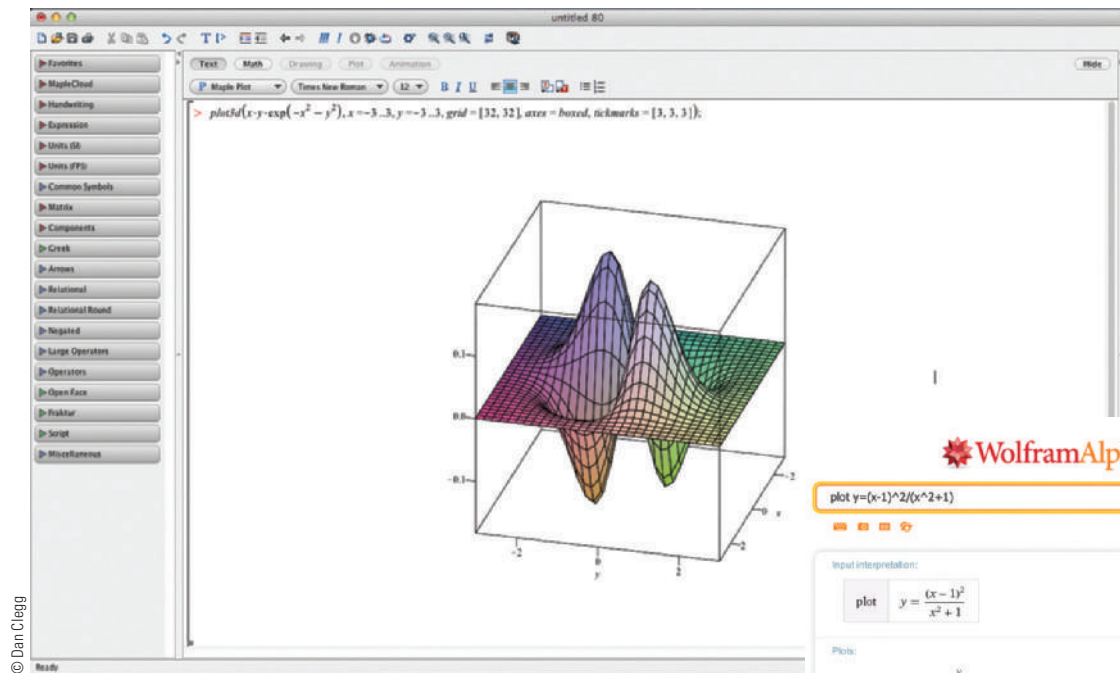 untitled 80
Text Math Drawing Plot Animation Hide
P Maple Plot Times New Roman 12 B I U
Favorites
MapleCloud
Handwriting
Expression
Units (SI)
Units (FPS)
Common Symbols
Matrix
Components
Greek
Arrows
Relational
Relational Round
Negated
Large Operators
Operators
Open Face
Fraktur
Script
Miscellaneous
> plot3d(x·y·exp(−x² − y²), x = −3 ..3, y = −3 ..3, grid = [32, 32], axes = boxed, tickmarks = [3, 3, 3]);
0.1
0.0
−0.1
−2
0
2
y
−2
0
2
x
WolframAlp
plot y=(x-1)^2/(x^2+1)
Input interpretation:
plot y = (x − 1)² / x² + 1
Plots:
y
Ready
© Dan Clegg